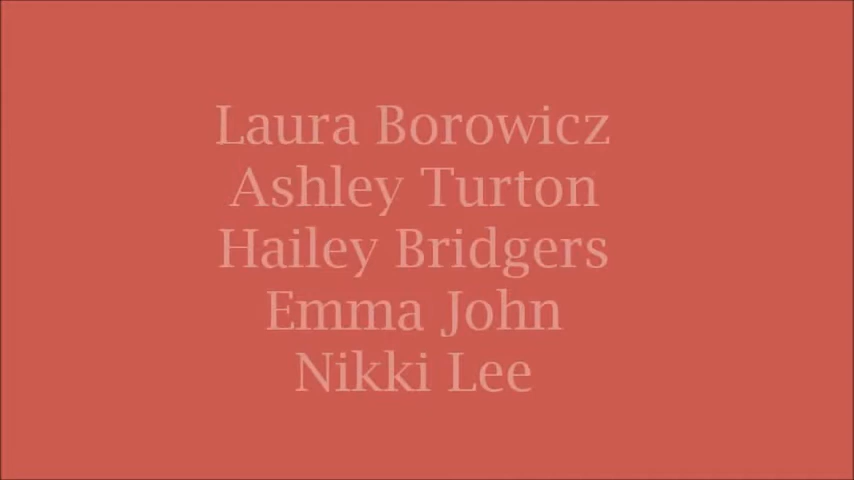 Laura Borowicz
Ashley Turton
Hailey Bridgers
Emma John
Nikki Lee